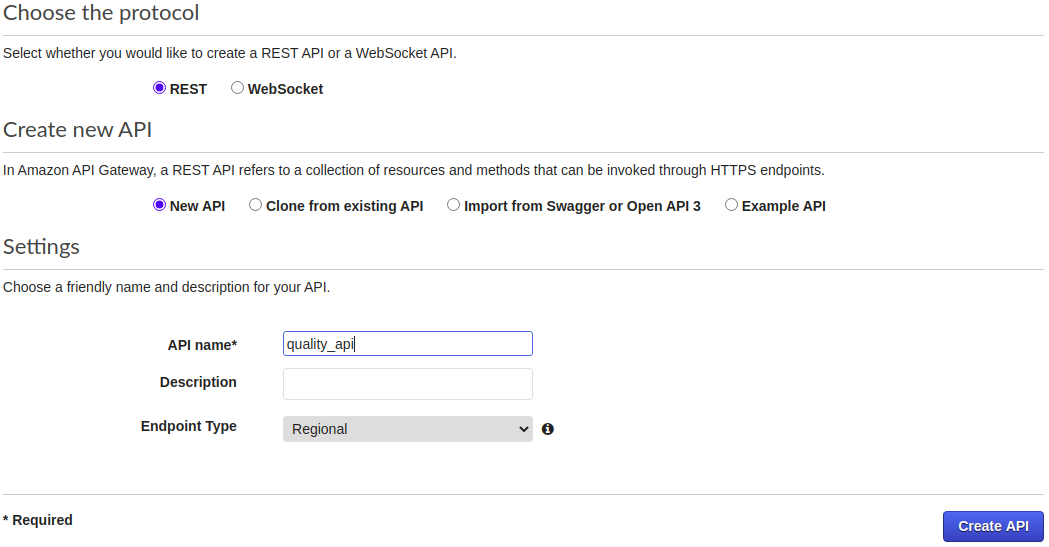 Choose the protocol
Select whether you would like to create a REST API or a WebSocket API.
REST WebSocket
Create new API
In Amazon API Gateway, a REST API refers to a collection of resources and methods that can be invoked through HTTPS endpoints.
New API Clone from existing API Import from Swagger or Open API 3 Example API
Settings
Choose a friendly name and description for your API.
API name* quality_api
Description
Endpoint Type Regional
* Required Create API